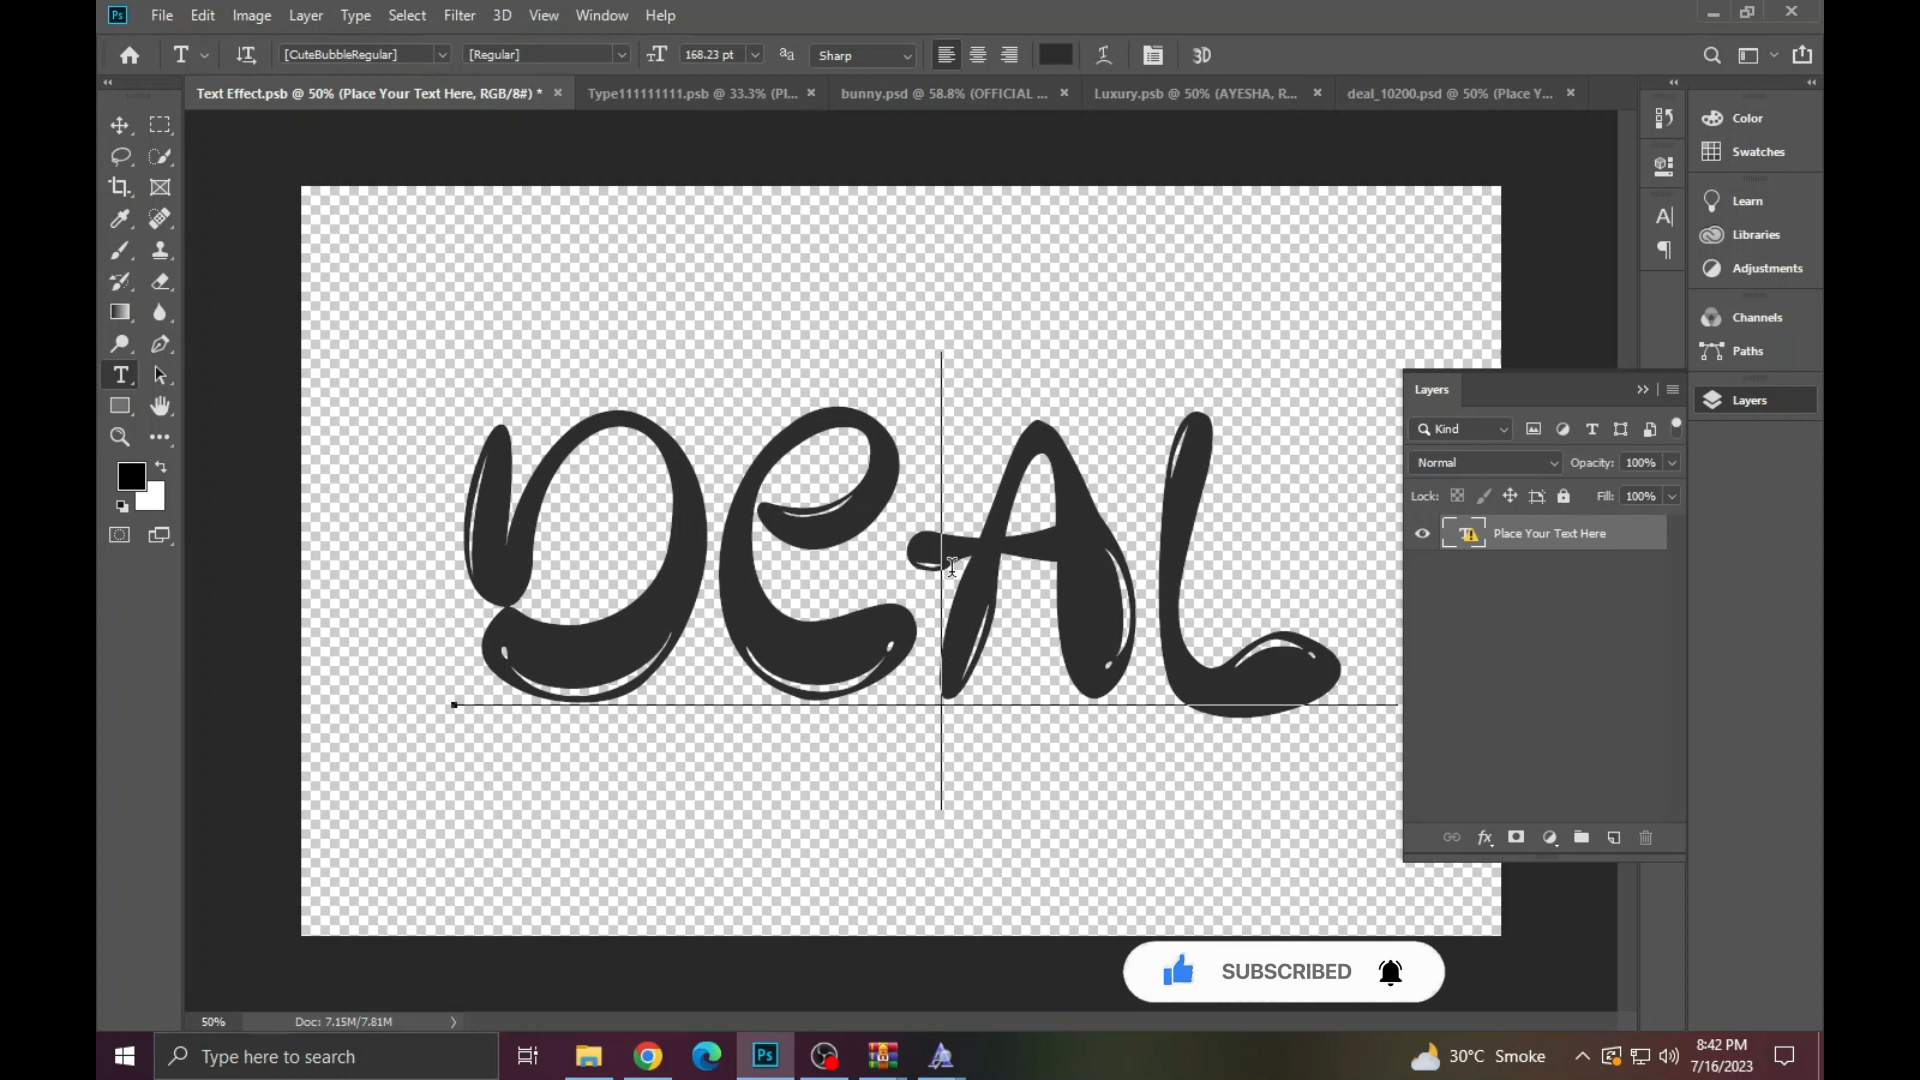 Ps File Edit Image Layer Type Select Filter 3D View Window Help
T [CuteBubbleRegular] [Regular] 168.23 pt aa Sharp 3D
Text Effect.psb @ 50% (Place Your Text Here, RGB/8#) * Type111111111.psb @ 33.3% (Pl... bunny.psd @ 58.8% (OFFICIAL ... Luxury.psb @ 50% (AYESHA, R... deal_10200.psd @ 50% (Place Y...
Color
Swatches
Learn
Libraries
Adjustments
Channels
Paths
Layers
DEAL
Layers
Kind
Normal Opacity: 100%
Lock: Fill: 100%
Place Your Text Here
fx
SUBSCRIBED
50% Doc: 7.15M/7.81M
Type here to search
Ps
30°C Smoke
8:42 PM
7/16/2023